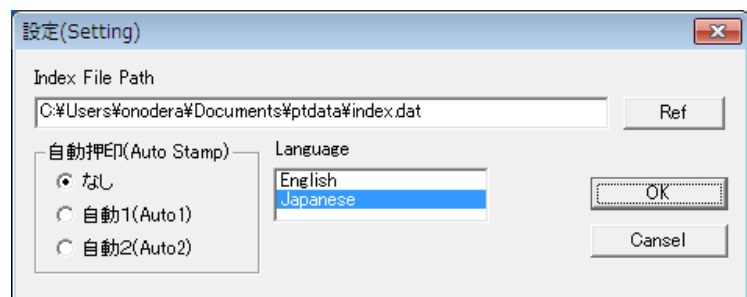 設定(Setting)
Index File Path
C:¥Users¥onodera¥Documents¥ptdata¥index.dat
Ref
自動押印(Auto Stamp)
なし
自動1(Auto1)
自動2(Auto2)
Language
English
Japanese
OK
Cansel